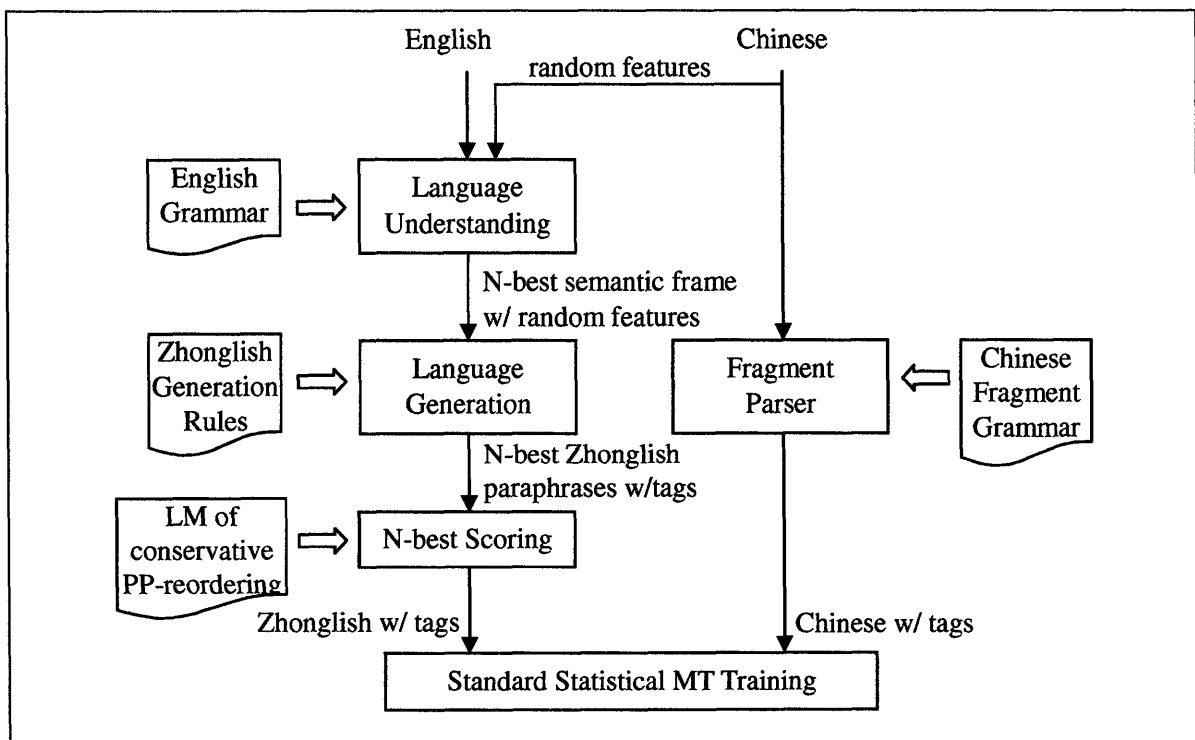 English
Chinese
random features
English
Grammar
Language
Understanding
N-best semantic frame
w/ random features
Zhonglish
Generation
Rules
Language
Generation
Fragment
Parser
Chinese
Fragment
Grammar
N-best Zhonglish
paraphrases w/tags
LM of
conservative
PP-reordering
N-best Scoring
Zhonglish w/ tags
Chinese w/ tags
Standard Statistical MT Training